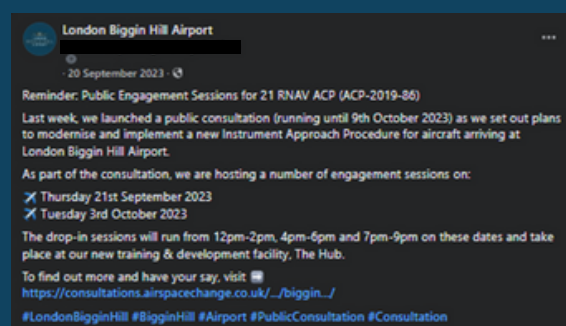 London Biggin Hill Airport
· 20 September 2023 ·
Reminder: Public Engagement Sessions for 21 RNAV ACP (ACP-2019-86)
Last week, we launched a public consultation (running until 9th October 2023) as we set out plans
to modernise and implement a new Instrument Approach Procedure for aircraft arriving at
London Biggin Hill Airport.
As part of the consultation, we are hosting a number of engagement sessions on:
✈️ Thursday 21st September 2023
✈️ Tuesday 3rd October 2023
The drop-in sessions will run from 12pm-2pm, 4pm-6pm and 7pm-9pm on these dates and take
place at our new training & development facility, The Hub.
To find out more and have your say, visit ➡️
https://consultations.airspacechange.co.uk/.../biggin.../
#LondonBigginHill #BigginHill #Airport #PublicConsultation #Consultation